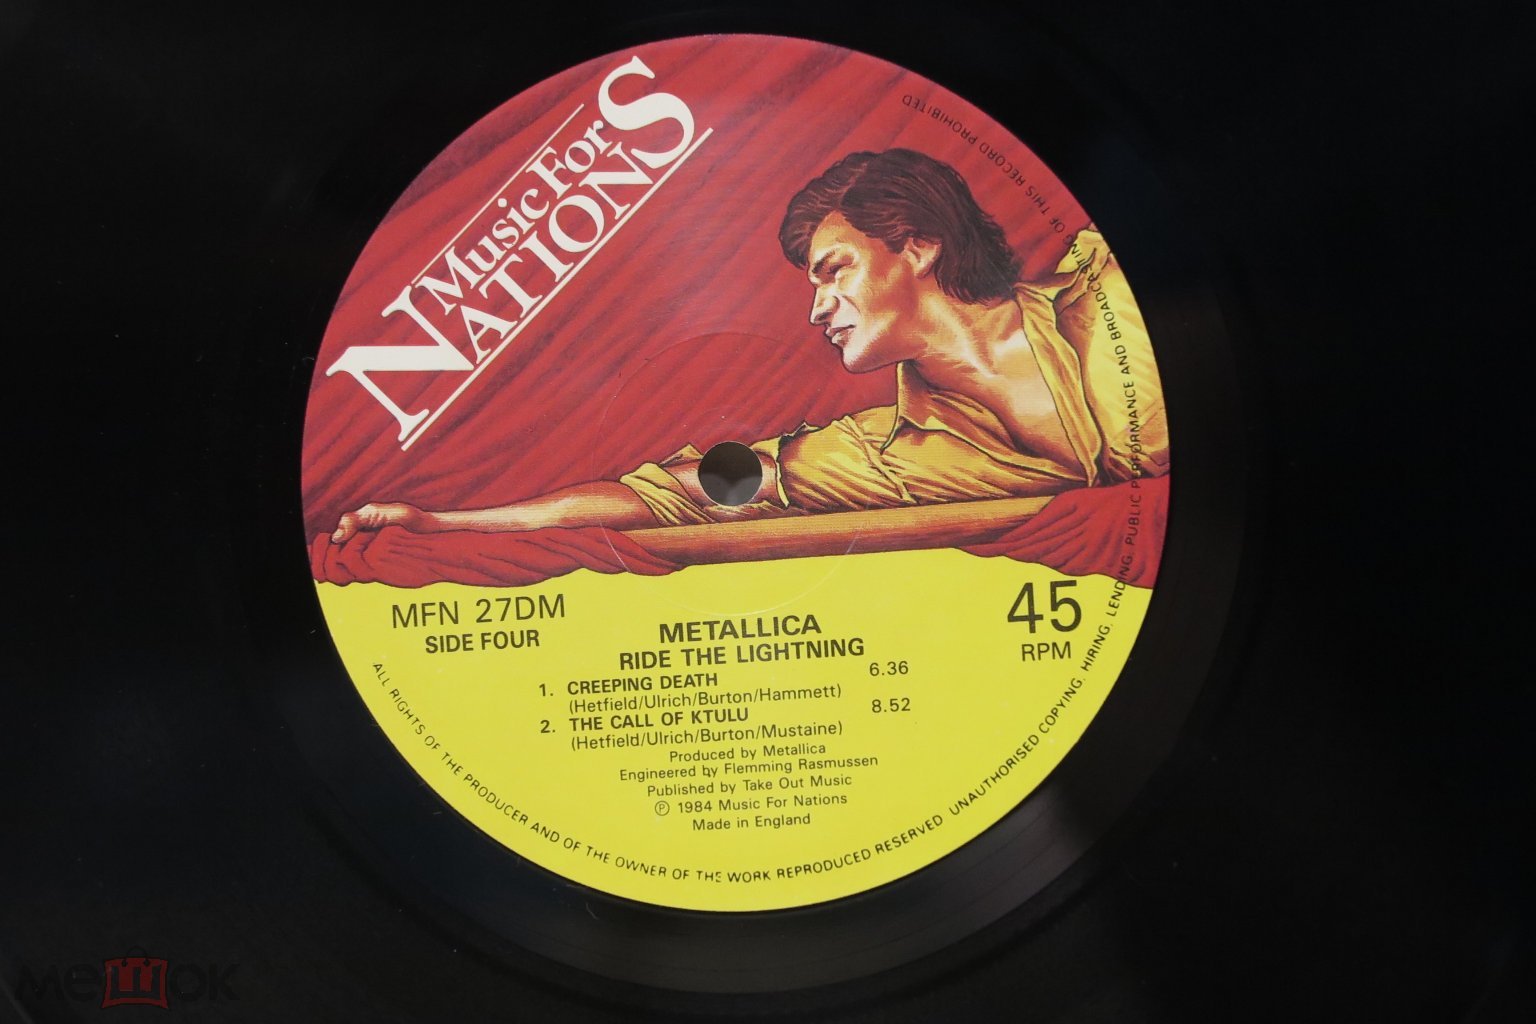 Music For
NATIONS
MFN 27DM
SIDE FOUR
45
RPM
METALLICA
RIDE THE LIGHTNING
1. CREEPING DEATH 6.36
(Hetfield/Ulrich/Burton/Hammett)
2. THE CALL OF KTULU 8.52
(Hetfield/Ulrich/Burton/Mustaine)
Produced by Metallica
Engineered by Flemming Rasmussen
Published by Take Out Music
℗ 1984 Music For Nations
Made in England
ALL RIGHTS OF THE PRODUCER AND OF THE OWNER OF THE WORK REPRODUCED RESERVED UNAUTHORISED COPYING, HIRING, LENDING, PUBLIC PERFORMANCE AND BROADCASTING OF THIS RECORD PROHIBITED
мешок